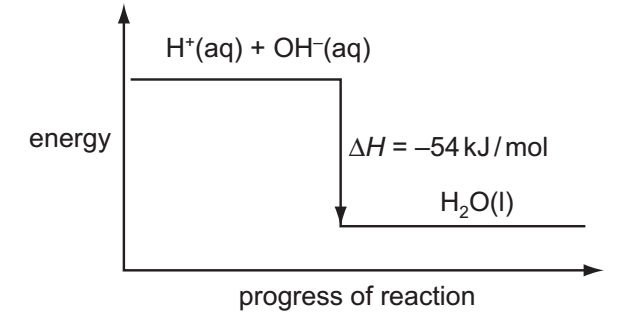 H⁺(aq) + OH⁻(aq)
energy
ΔH = –54 kJ/mol
H₂O(l)
progress of reaction